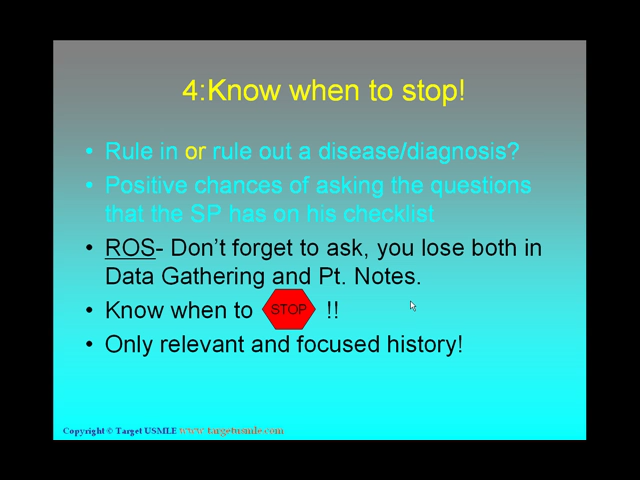 4:Know when to stop!
• Rule in or rule out a disease/diagnosis?
• Positive chances of asking the questions
that the SP has on his checklist
• ROS- Don't forget to ask, you lose both in
Data Gathering and Pt. Notes.
• Know when to STOP !!
• Only relevant and focused history!
Copyright © Target USMLE www.targetusmle.com